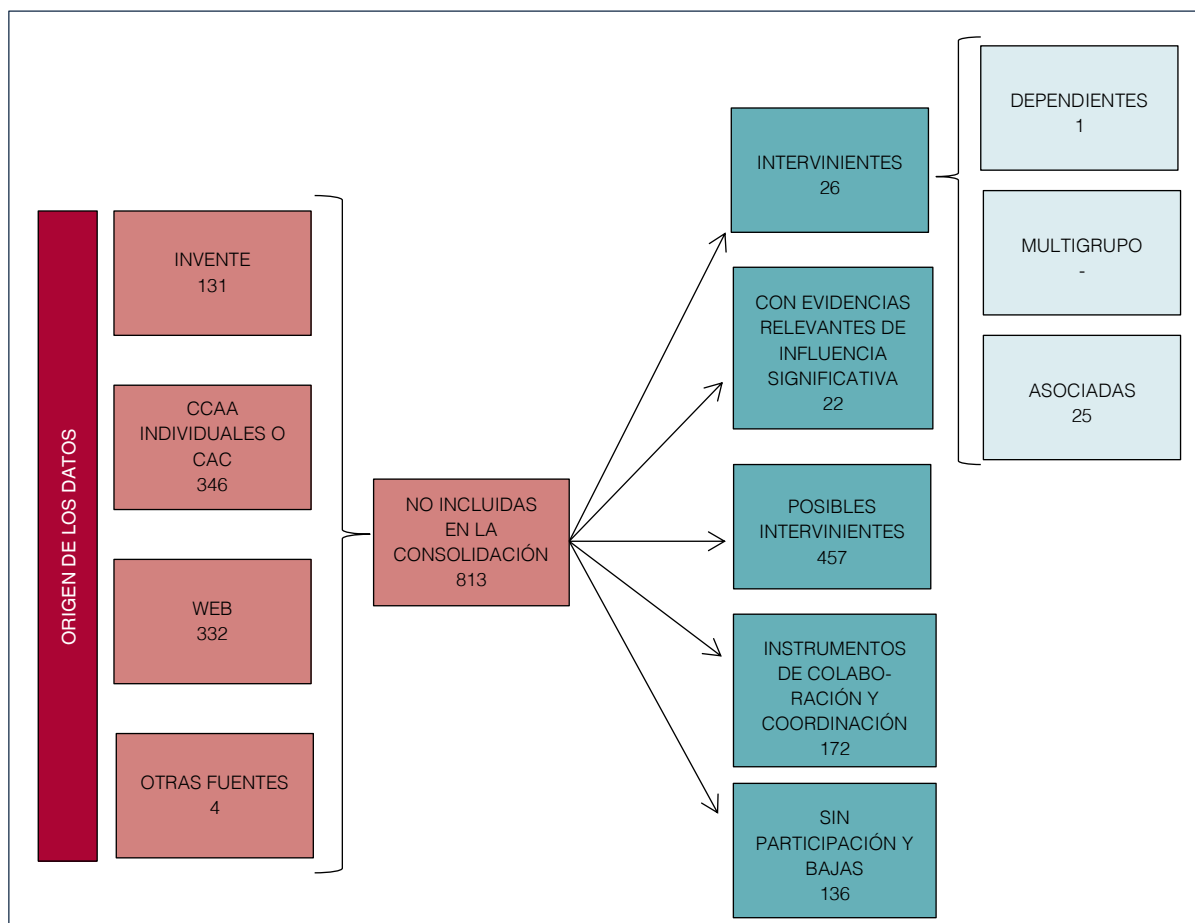 ORIGEN DE LOS DATOS
INVENTE
131
CCAA
INDIVIDUALES O
CAC
346
WEB
332
OTRAS FUENTES
4
NO INCLUIDAS
EN LA
CONSOLIDACIÓN
813
INTERVINIENTES
26
CON EVIDENCIAS
RELEVANTES DE
INFLUENCIA
SIGNIFICATIVA
22
POSIBLES
INTERVINIENTES
457
INSTRUMENTOS
DE COLABO-
RACIÓN Y
COORDINACIÓN
172
SIN
PARTICIPACIÓN Y
BAJAS
136
DEPENDIENTES
1
MULTIGRUPO
-
ASOCIADAS
25